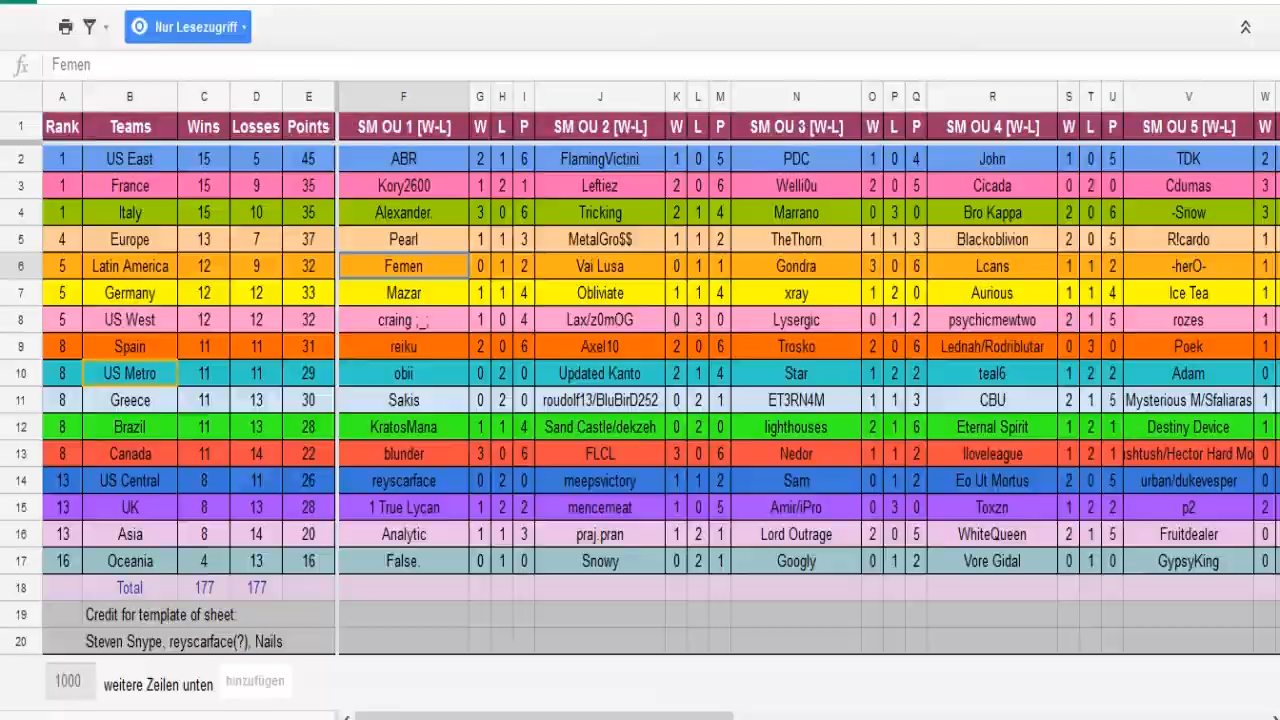 Nur Lesezugriff
fx Femen
A B C D E F G H I J K L M N O P Q R S T U V W
1 Rank Teams Wins Losses Points SM OU 1 [W-L] W L P SM OU 2 [W-L] W L M SM OU 3 [W-L] W L P SM OU 4 [W-L] W L P SM OU 5 [W-L] W
2 1 US East 15 5 45 ABR 2 1 6 FlamingVictini 1 0 5 PDC 1 0 4 John 1 0 5 TDK 2
3 1 France 15 9 35 Kory2600 1 2 1 Leftiez 2 0 6 Welli0u 2 0 5 Cicada 0 2 0 Cdumas 3
4 1 Italy 15 10 35 Alexander. 3 0 6 Tricking 2 1 4 Marrano 0 3 0 Bro Kappa 2 0 6 -Snow 3
5 4 Europe 13 7 37 Pearl 1 1 3 MetalGro$$ 1 1 2 TheThorn 1 1 3 Blackoblivion 2 0 5 R!cardo 1
6 5 Latin America 12 9 32 Femen 0 1 2 Vai Lusa 0 1 1 Gondra 3 0 6 Lcans 1 1 2 -herO- 1
7 5 Germany 12 12 33 Mazar 1 1 4 Obliviate 1 1 4 xray 1 2 0 Aurious 1 1 4 Ice Tea 1
8 5 US West 12 12 32 craing ;_; 1 0 4 Lax/z0mOG 0 3 0 Lysergic 0 1 2 psychicmewtwo 2 1 5 rozes 1
9 8 Spain 11 11 31 reiku 2 0 6 Axel10 2 0 6 Trosko 2 0 6 Lednah/Rodriblutar 0 3 0 Poek 1
10 8 US Metro 11 11 29 obii 0 2 0 Updated Kanto 2 1 4 Star 1 2 2 teal6 1 2 2 Adam 0
11 8 Greece 11 13 30 Sakis 0 2 0 roudolf13/BluBirD252 0 2 1 ET3RN4M 1 1 3 CBU 2 1 5 Mysterious M/Sfaliaras 1
12 8 Brazil 11 13 28 KratosMana 1 1 4 Sand Castle/dekzeh 0 2 0 lighthouses 2 1 6 Eternal Spirit 1 2 1 Destiny Device 1
13 8 Canada 11 14 22 blunder 3 0 6 FLCL 3 0 6 Nedor 1 1 2 Iloveleague 1 2 1 shtush/Hector Hard Mo 0
14 13 US Central 8 11 26 reyscarface 0 2 0 meepsvictory 1 1 2 Sam 0 1 2 Eo Ut Mortus 2 0 5 urban/dukevesper 0
15 13 UK 8 13 28 1 True Lycan 1 2 2 mencemeat 1 0 5 Amir/iPro 0 3 0 Toxzn 1 2 2 p2 2
16 13 Asia 8 14 20 Analytic 1 1 3 praj.pran 1 2 1 Lord Outrage 2 0 5 WhiteQueen 2 1 5 Fruitdealer 0
17 16 Oceania 4 13 16 False. 0 1 0 Snowy 0 2 1 Googly 0 1 2 Vore Gidal 0 1 0 GypsyKing 0
18 Total 177 177
19 Credit for template of sheet:
20 Steven Snype, reyscarface(?), Nails
1000 weitere Zeilen unten hinzufügen